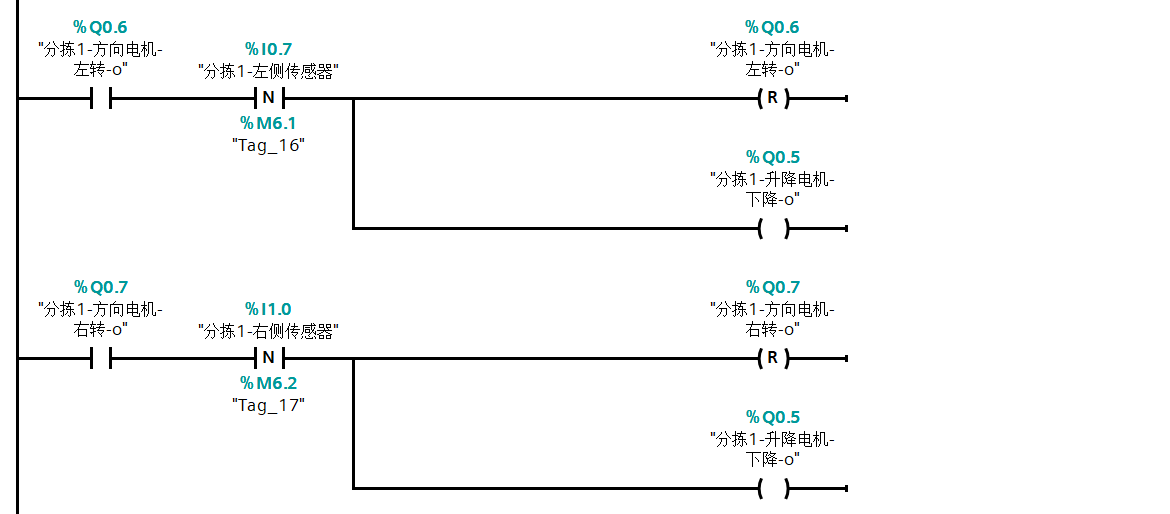 %Q0.6
"分拣1-方向电机-
左转-o"
%I0.7
"分拣1-左侧传感器"
N
%M6.1
"Tag_16"
%Q0.6
"分拣1-方向电机-
左转-o"
R
%Q0.5
"分拣1-升降电机-
下降-o"
%Q0.7
"分拣1-方向电机-
右转-o"
%I1.0
"分拣1-右侧传感器"
N
%M6.2
"Tag_17"
%Q0.7
"分拣1-方向电机-
右转-o"
R
%Q0.5
"分拣1-升降电机-
下降-o"